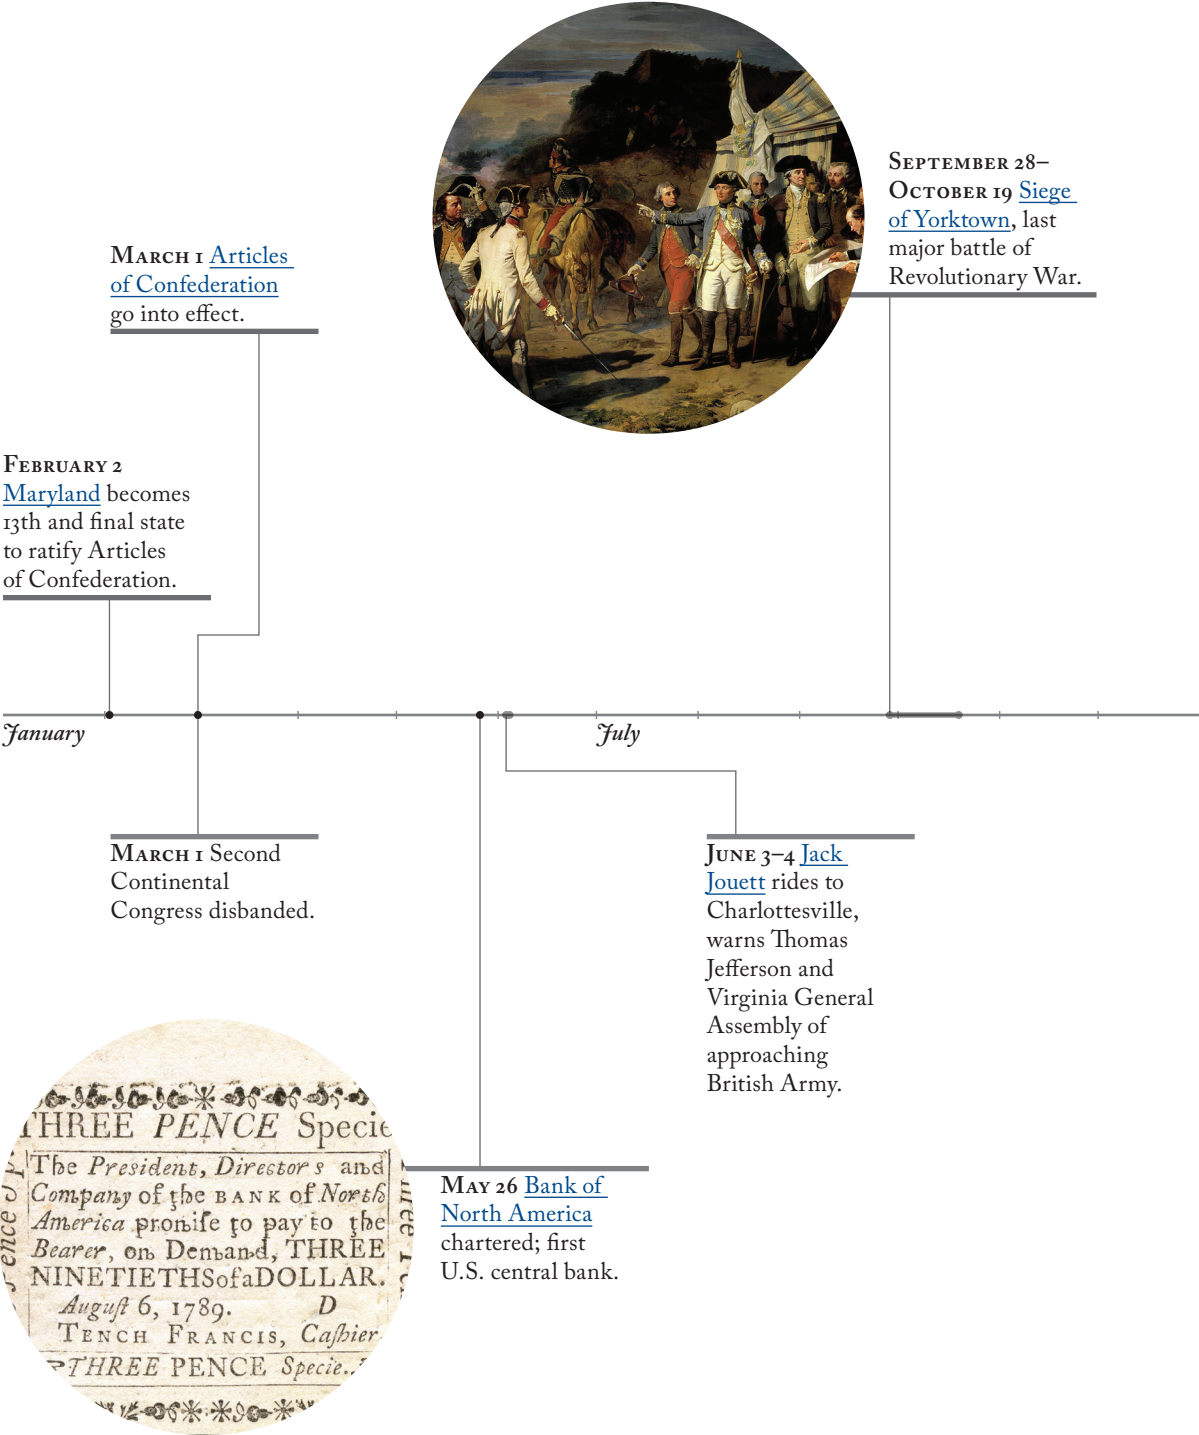 SEPTEMBER 28–
OCTOBER 19 Siege
of Yorktown, last
major battle of
Revolutionary War.
MARCH 1 Articles
of Confederation
go into effect.
FEBRUARY 2
Maryland becomes
13th and final state
to ratify Articles
of Confederation.
January
July
MARCH 1 Second
Continental
Congress disbanded.
JUNE 3–4 Jack
Jouett rides to
Charlottesville,
warns Thomas
Jefferson and
Virginia General
Assembly of
approaching
British Army.
THREE PENCE Specie
The President, Directors and
Company of the BANK of North
America promise to pay to the
Bearer, on Demand, THREE
NINETIETHS of a DOLLAR.
August 6, 1789. D
TENCH FRANCIS, Cashier
THREE PENCE Specie.
MAY 26 Bank of
North America
chartered; first
U.S. central bank.